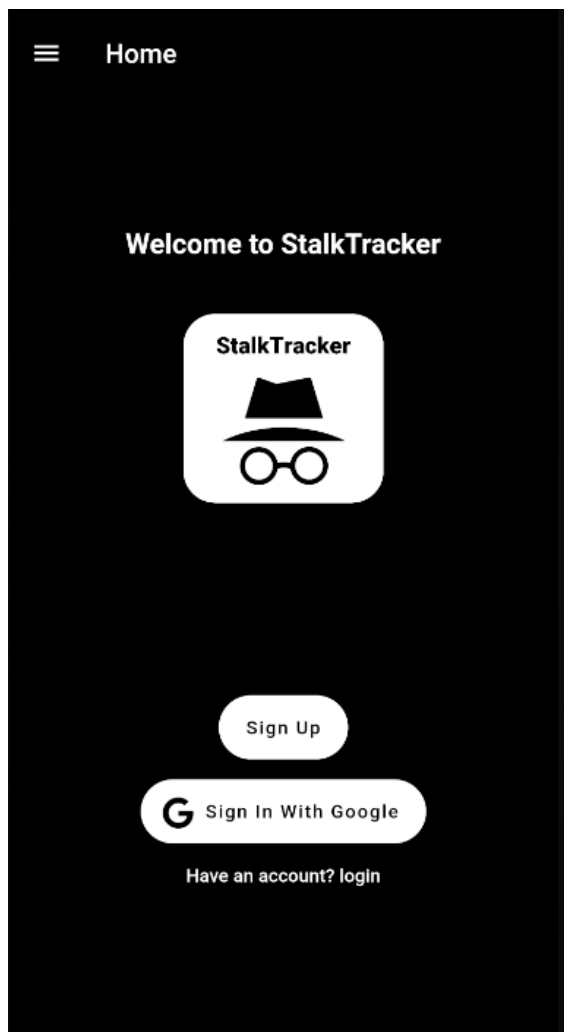 Home
Welcome to StalkTracker
StalkTracker
Sign Up
G Sign In With Google
Have an account? login